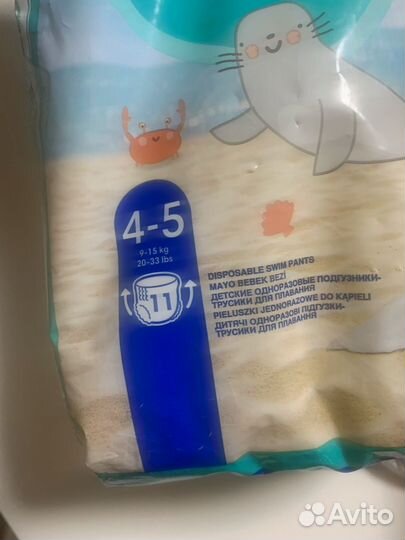 4-5
9-15 kg
20-33 lbs
11
DISPOSABLE SWIM PANTS
MAYO BEBEK BEZİ
ДЕТСКИЕ ОДНОРАЗОВЫЕ ПОДГУЗНИКИ-
ТРУСИКИ ДЛЯ ПЛАВАНИЯ
PIELUSZKI JEDNORAZOWE DO KĄPIELI
ДИТЯЧІ ОДНОРАЗОВІ ПІДГУЗКИ-
ТРУСИКИ ДЛЯ ПЛАВАННЯ
Avito